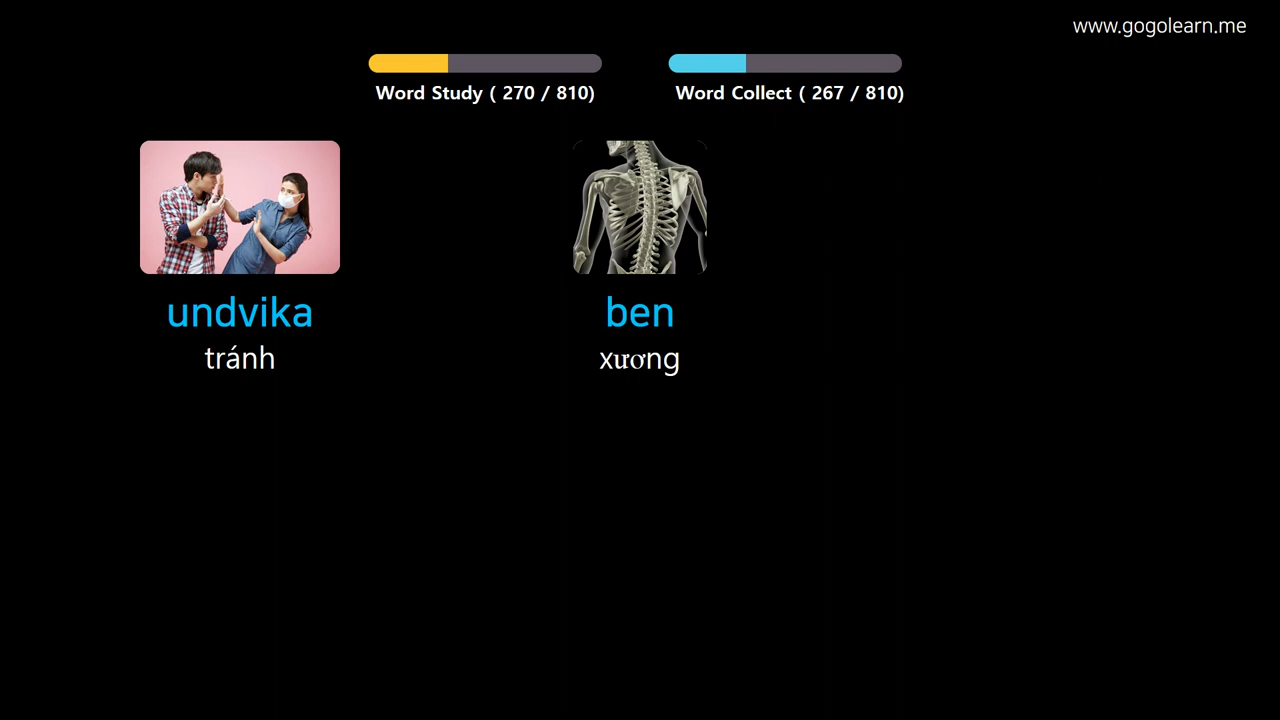 www.gogolearn.me
Word Study ( 270 / 810)
Word Collect ( 267 / 810)
undvika
ben
tránh
xương